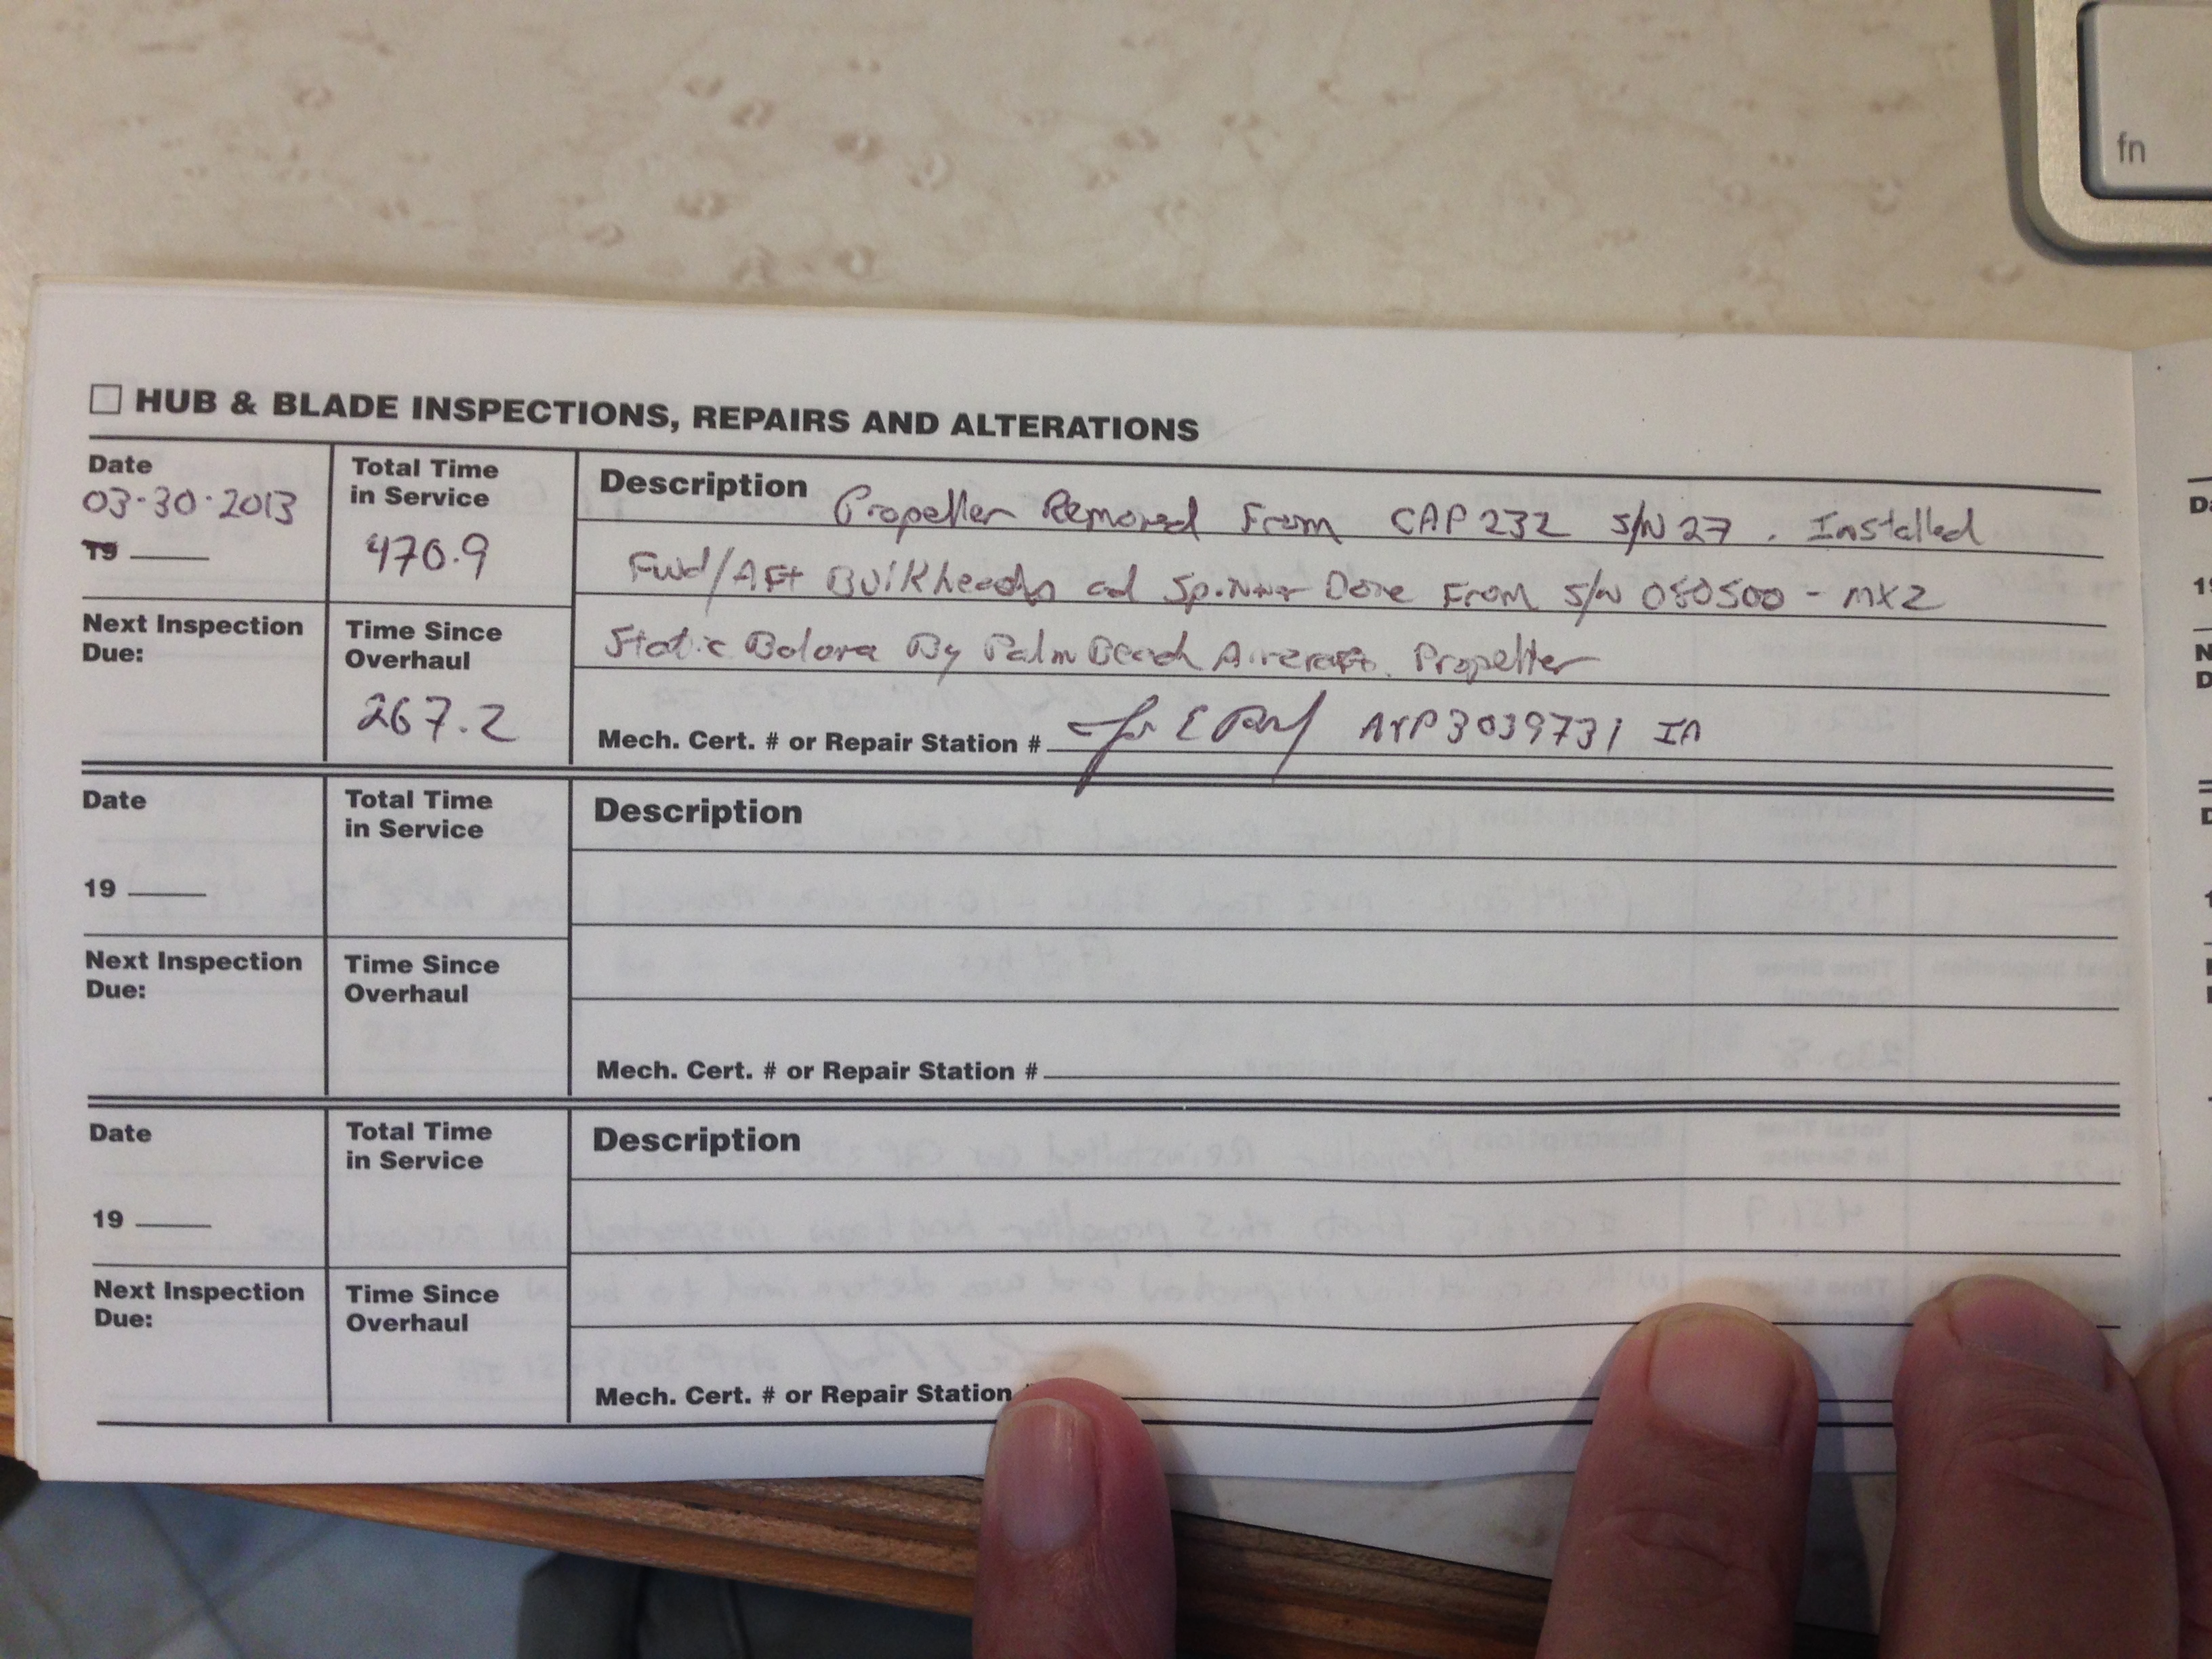 fn
☐ HUB & BLADE INSPECTIONS, REPAIRS AND ALTERATIONS
Date
03-30-2013
19
Total Time
in Service
470.9
Next Inspection
Due:
Time Since
Overhaul
267.2
Description Propeller Removed From CAP 232 S/N 27. Installed
Fwd/Aft Bulkheads ad Spinner Dome From S/N 080500 - MX2
Static Balance By Palm Beach Aircraft Propeller
Mech. Cert. # or Repair Station # A+P 3039731 IA
Date
19
Total Time
in Service
Next Inspection
Due:
Time Since
Overhaul
Description
Mech. Cert. # or Repair Station #
Date
19
Total Time
in Service
Next Inspection
Due:
Time Since
Overhaul
Description
Mech. Cert. # or Repair Station